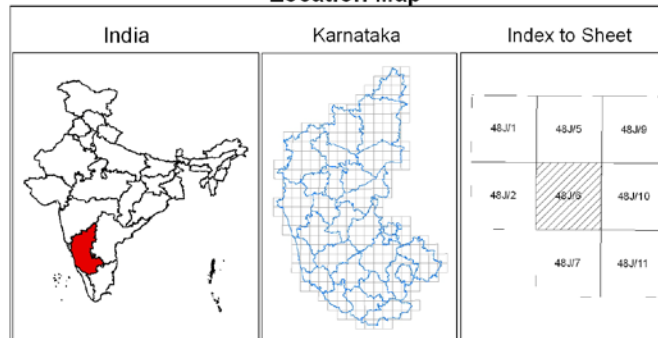 Location Map
India
Karnataka
Index to Sheet
48J/1
48J/5
48J/9
48J/2
48J/6
48J/10
48J/7
48J/11